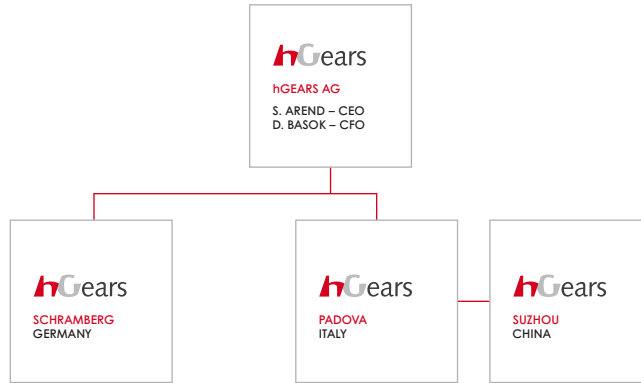 hGears
hGEARS AG
S. AREND – CEO
D. BASOK – CFO
hGears
SCHRAMBERG
GERMANY
hGears
PADOVA
ITALY
hGears
SUZHOU
CHINA